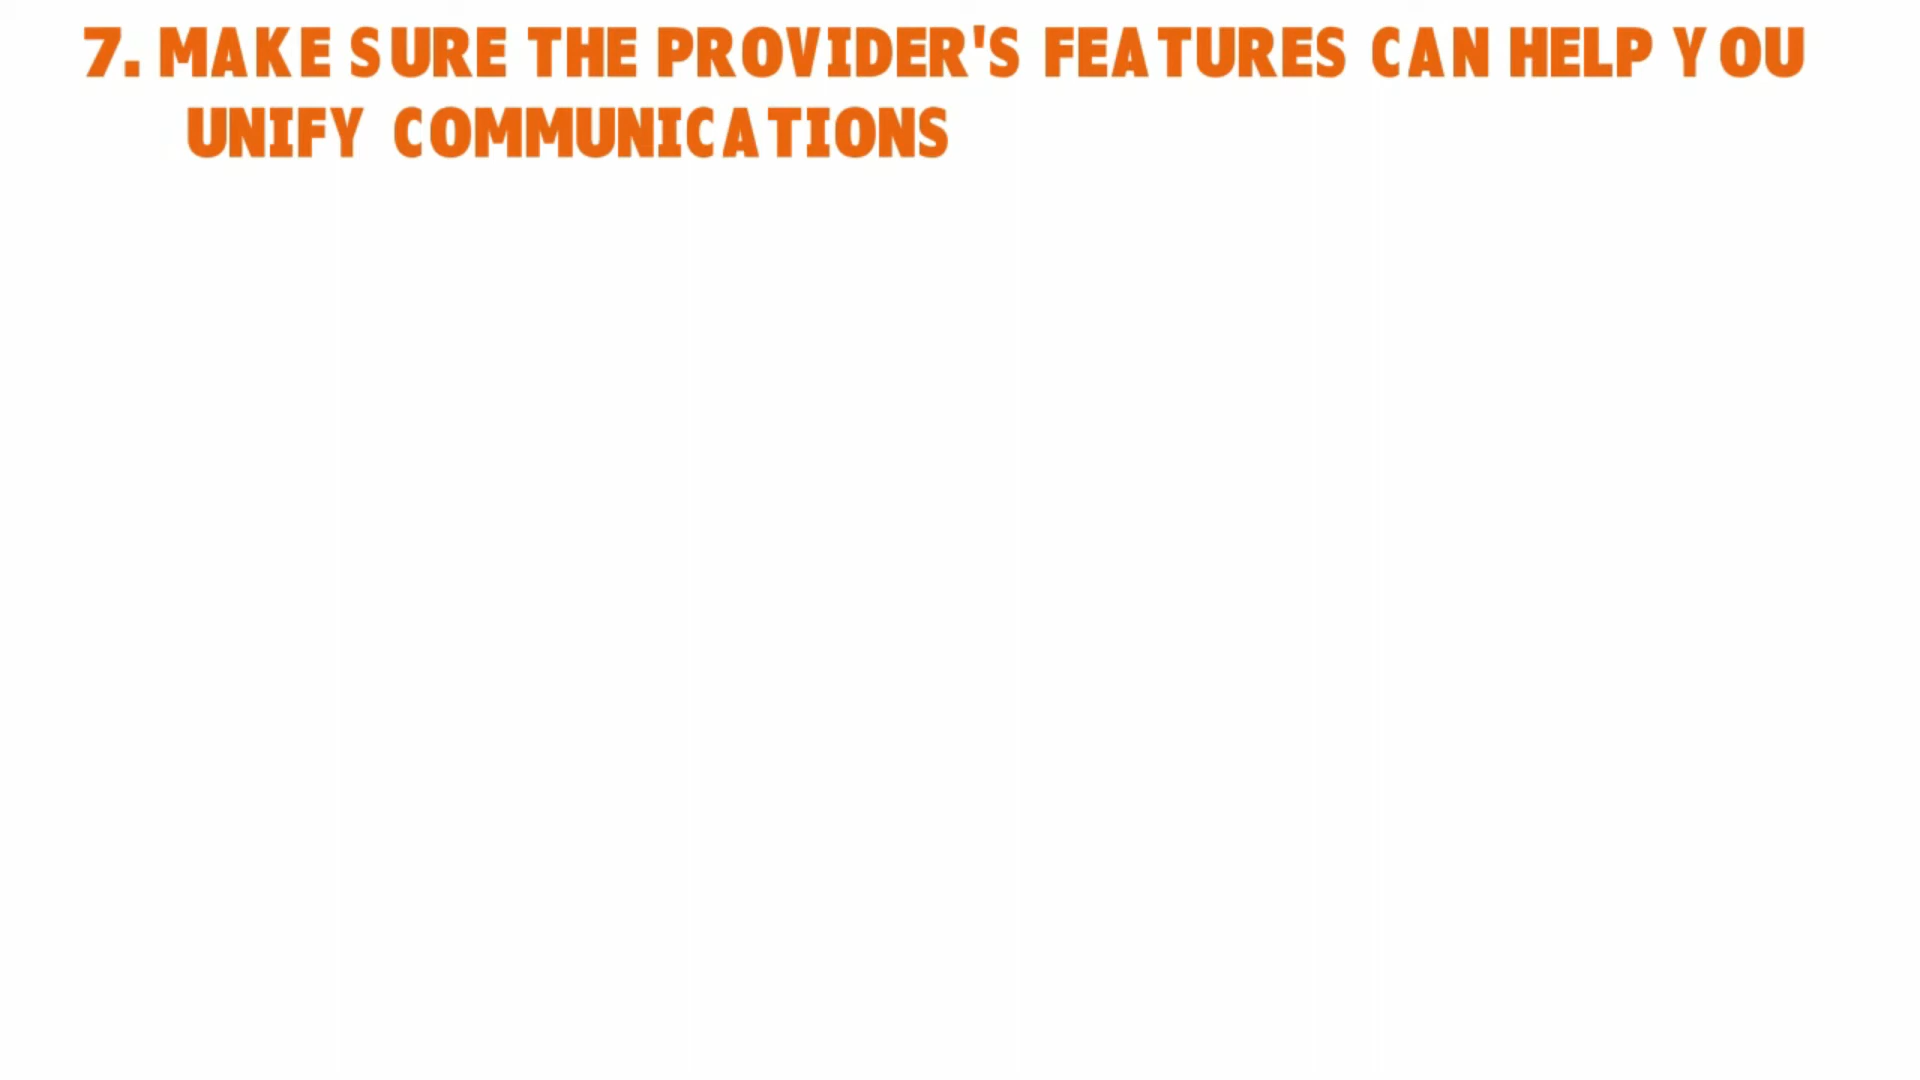 7. MAKE SURE THE PROVIDER'S FEATURES CAN HELP YOU
UNIFY COMMUNICATIONS